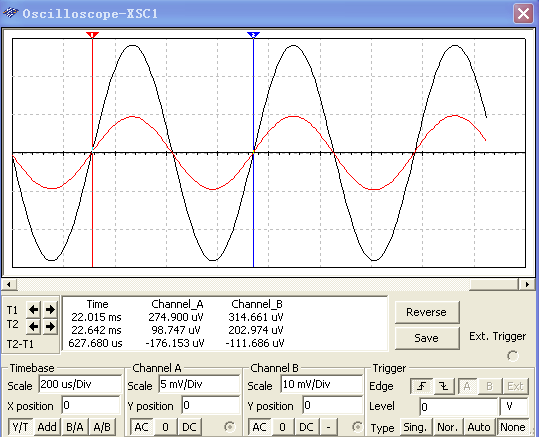 Oscilloscope-XSC1
1
2
Time Channel_A Channel_B
T1 22.015 ms 274.900 uV 314.661 uV
T2 22.642 ms 98.747 uV 202.974 uV
T2-T1 627.680 us -176.153 uV -111.686 uV
Reverse
Save
Ext. Trigger
Timebase
Scale 200 us/Div
X position 0
Y/T Add B/A A/B
Channel A
Scale 5 mV/Div
Y position 0
AC 0 DC
Channel B
Scale 10 mV/Div
Y position 0
AC 0 DC -
Trigger
Edge A B Ext
Level 0 V
Type Sing. Nor. Auto None